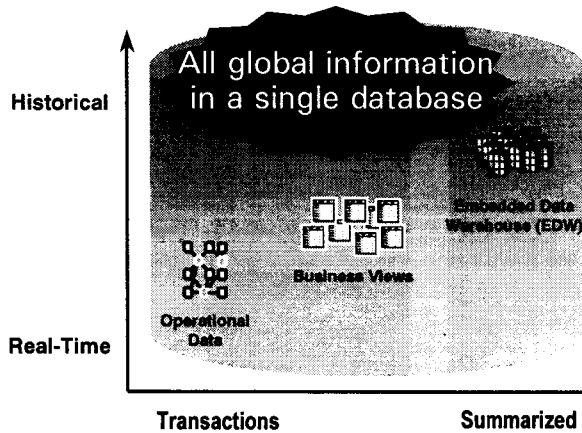 All global information
in a single database
Historical
Embedded Data
Warehouse (EDW)
Business Views
Operational
Data
Real-Time
Transactions
Summarized